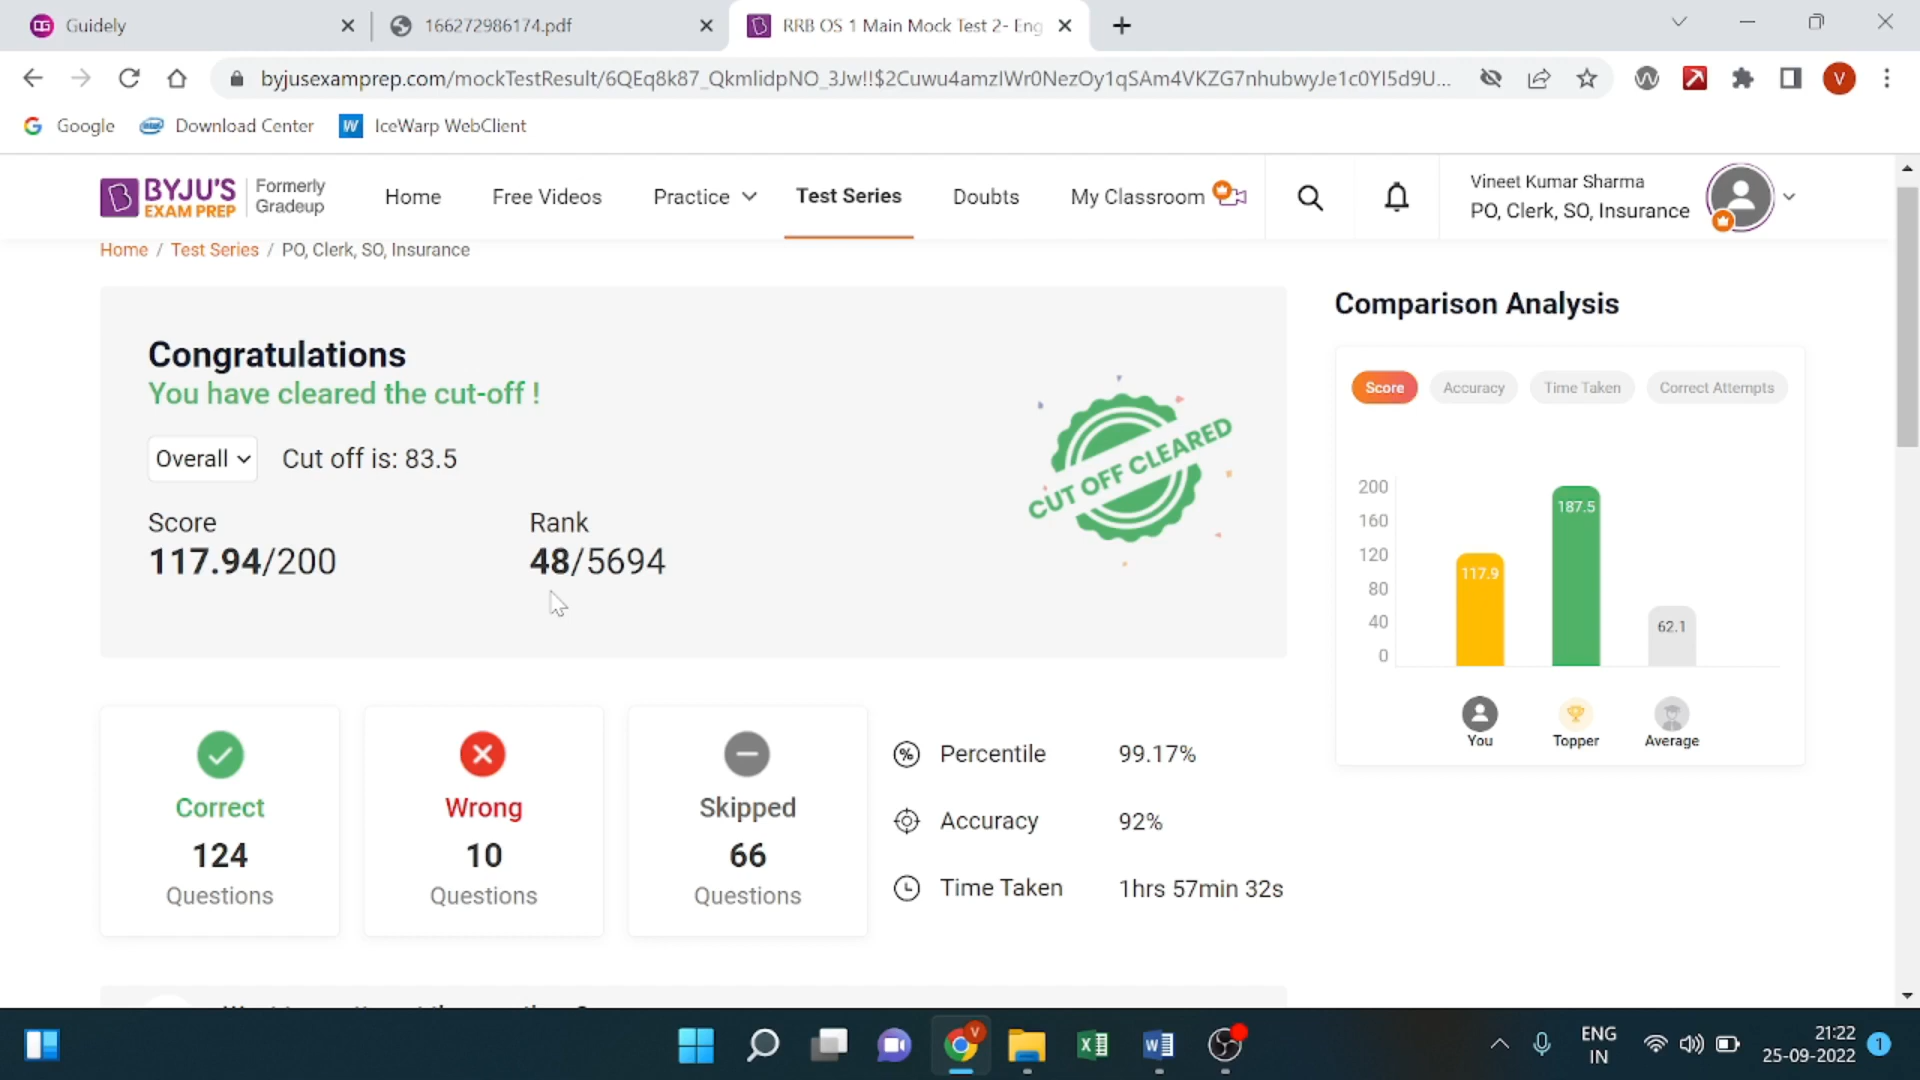 Guidely
166272986174.pdf
RRB OS 1 Main Mock Test 2- Eng
byjusexamprep.com/mockTestResult/6QEq8k87_QkmlidpNO_3Jw!!$2Cuwu4amzIWr0NezOy1qSAm4VKZG7nhubwyJe1c0YI5d9U...
V
Google
Download Center
IceWarp WebClient
BYJU'S
EXAM PREP
Formerly
Gradeup
Home
Free Videos
Practice
Test Series
Doubts
My Classroom
Vineet Kumar Sharma
PO, Clerk, SO, Insurance
Home / Test Series / PO, Clerk, SO, Insurance
Congratulations
You have cleared the cut-off !
Overall
Cut off is: 83.5
Score
117.94/200
Rank
48/5694
CUT OFF CLEARED
Correct
124
Questions
Wrong
10
Questions
Skipped
66
Questions
Percentile 99.17%
Accuracy 92%
Time Taken 1hrs 57min 32s
Comparison Analysis
Score
Accuracy
Time Taken
Correct Attempts
200
160
120
80
40
0
117.9
187.5
62.1
You
Topper
Average
ENG
IN
21:22
25-09-2022
1